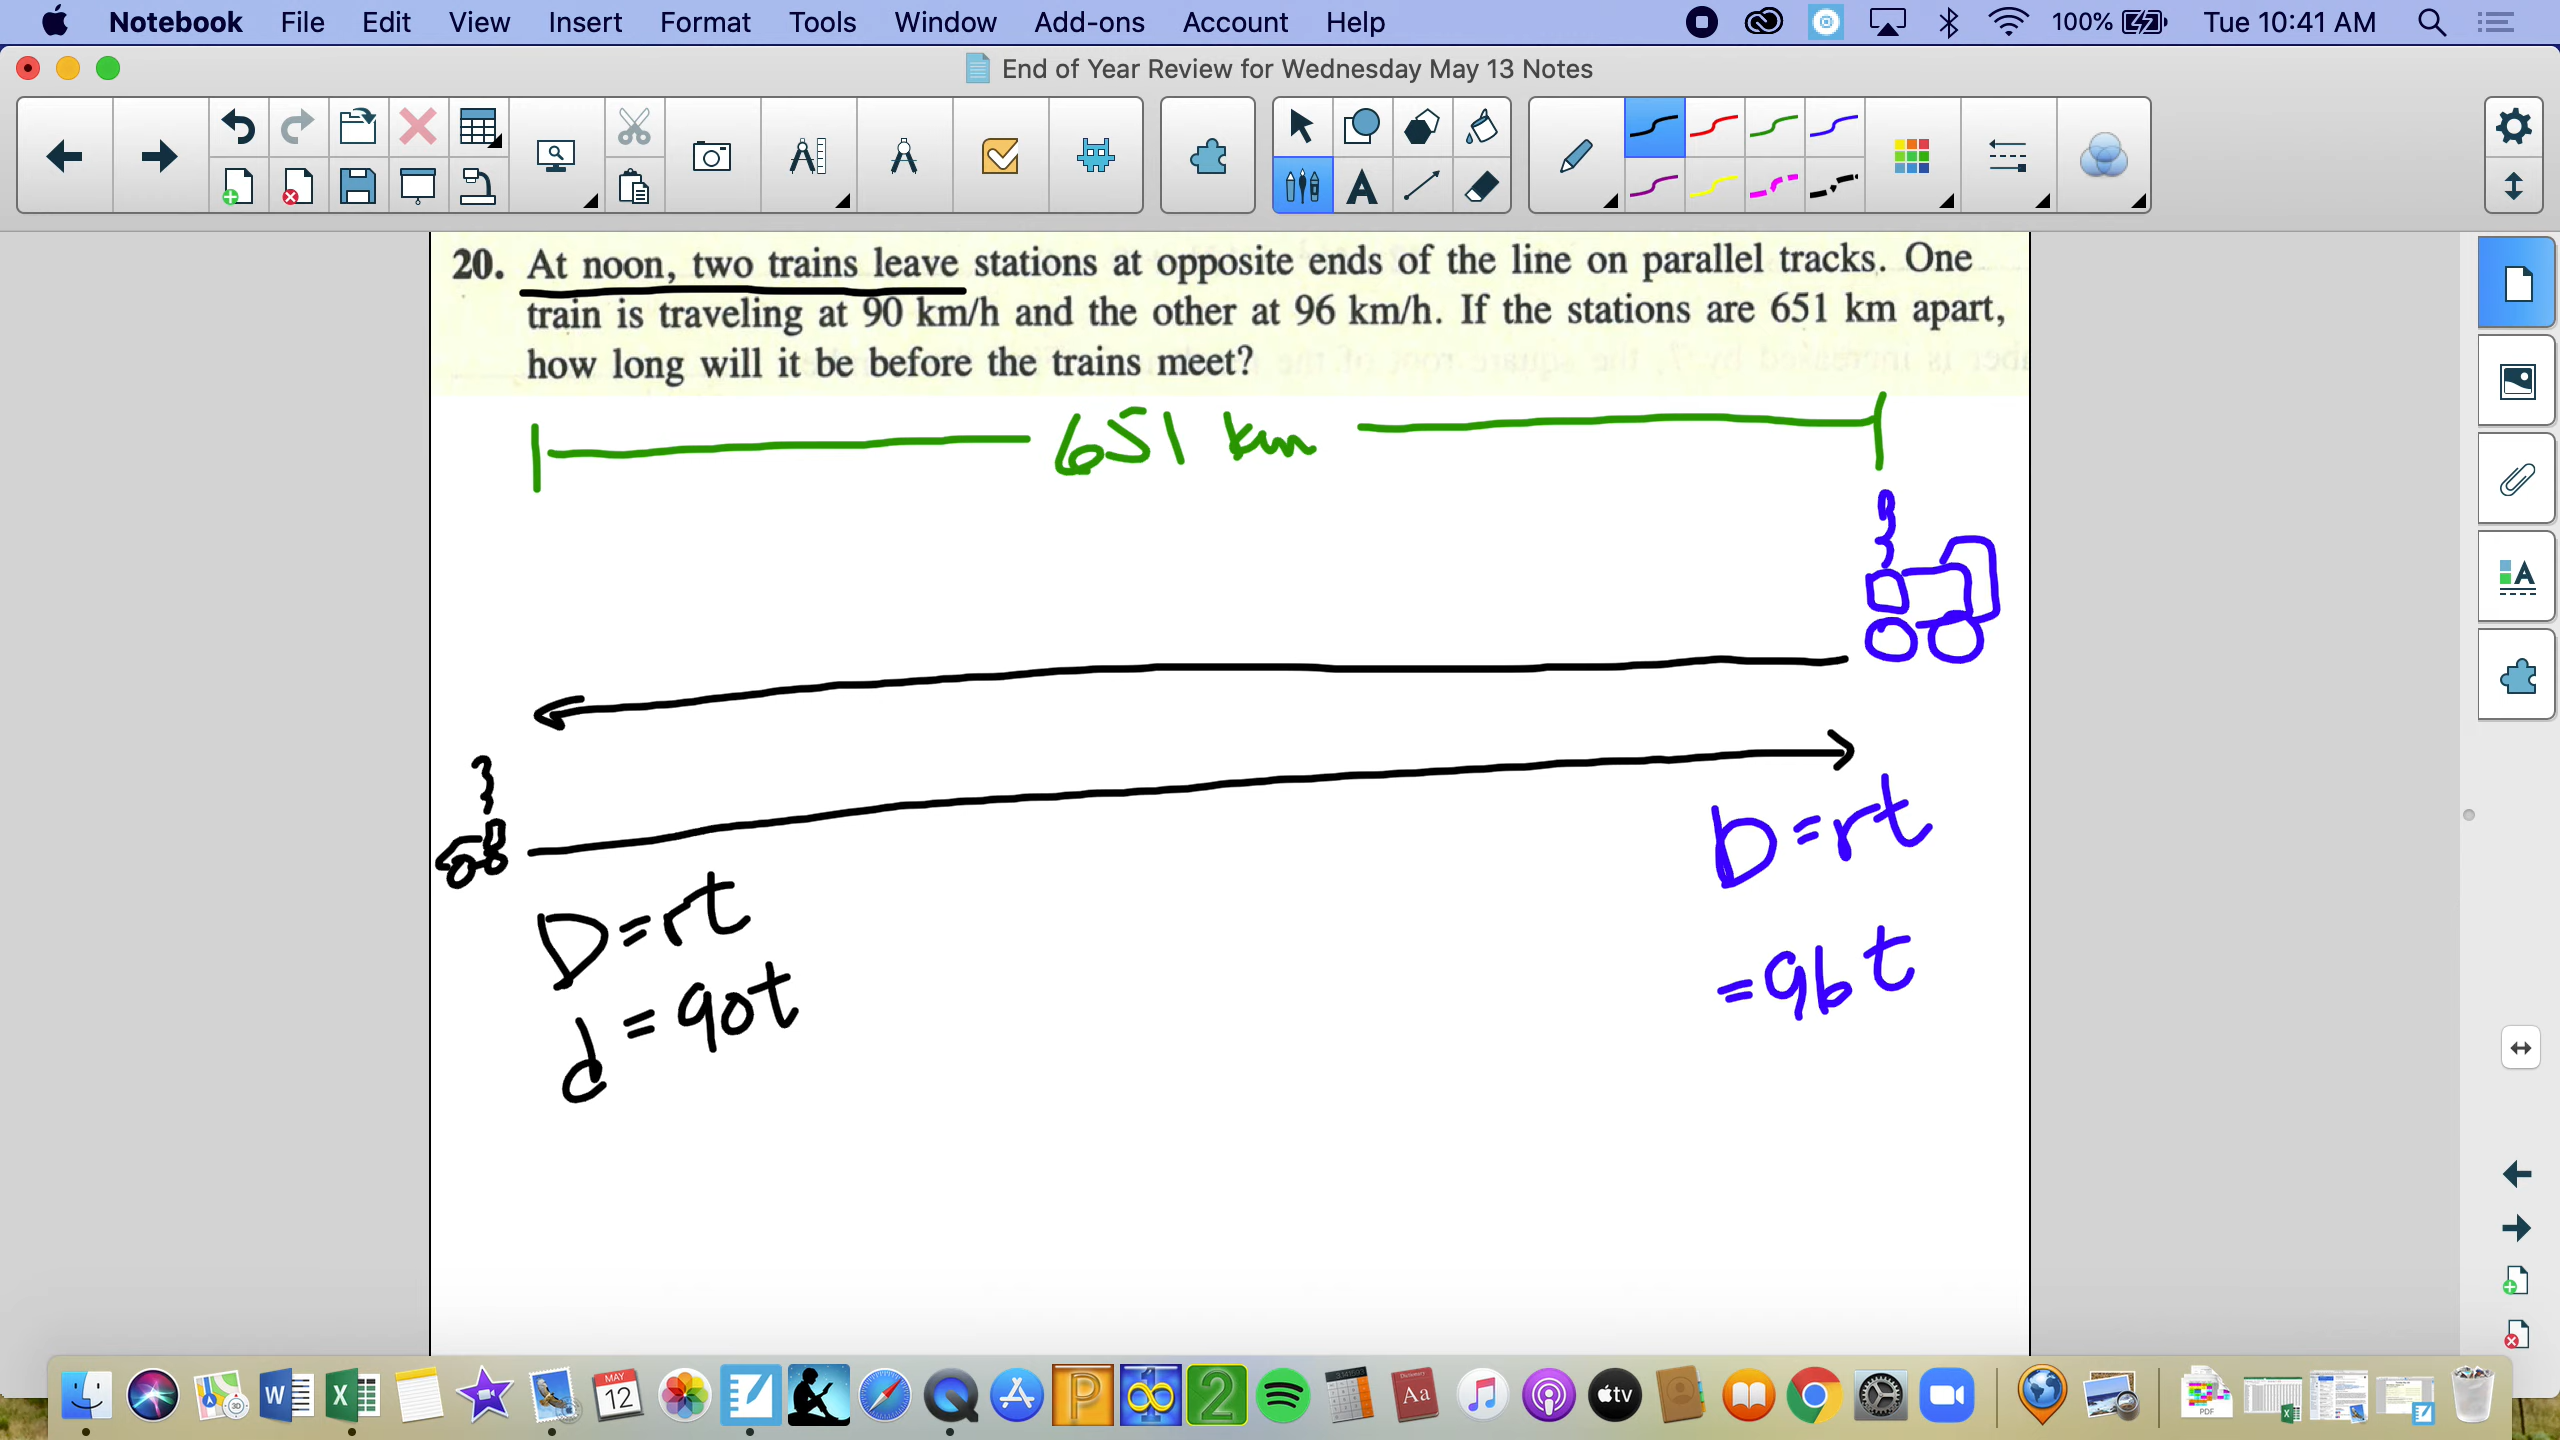 Notebook File Edit View Insert Format Tools Window Add-ons Account Help 100% Tue 10:41 AM
End of Year Review for Wednesday May 13 Notes
20. At noon, two trains leave stations at opposite ends of the line on parallel tracks. One
train is traveling at 90 km/h and the other at 96 km/h. If the stations are 651 km apart,
how long will it be before the trains meet?
651 km
D=rt
=96t
D=rt
d=90t
MAY
12